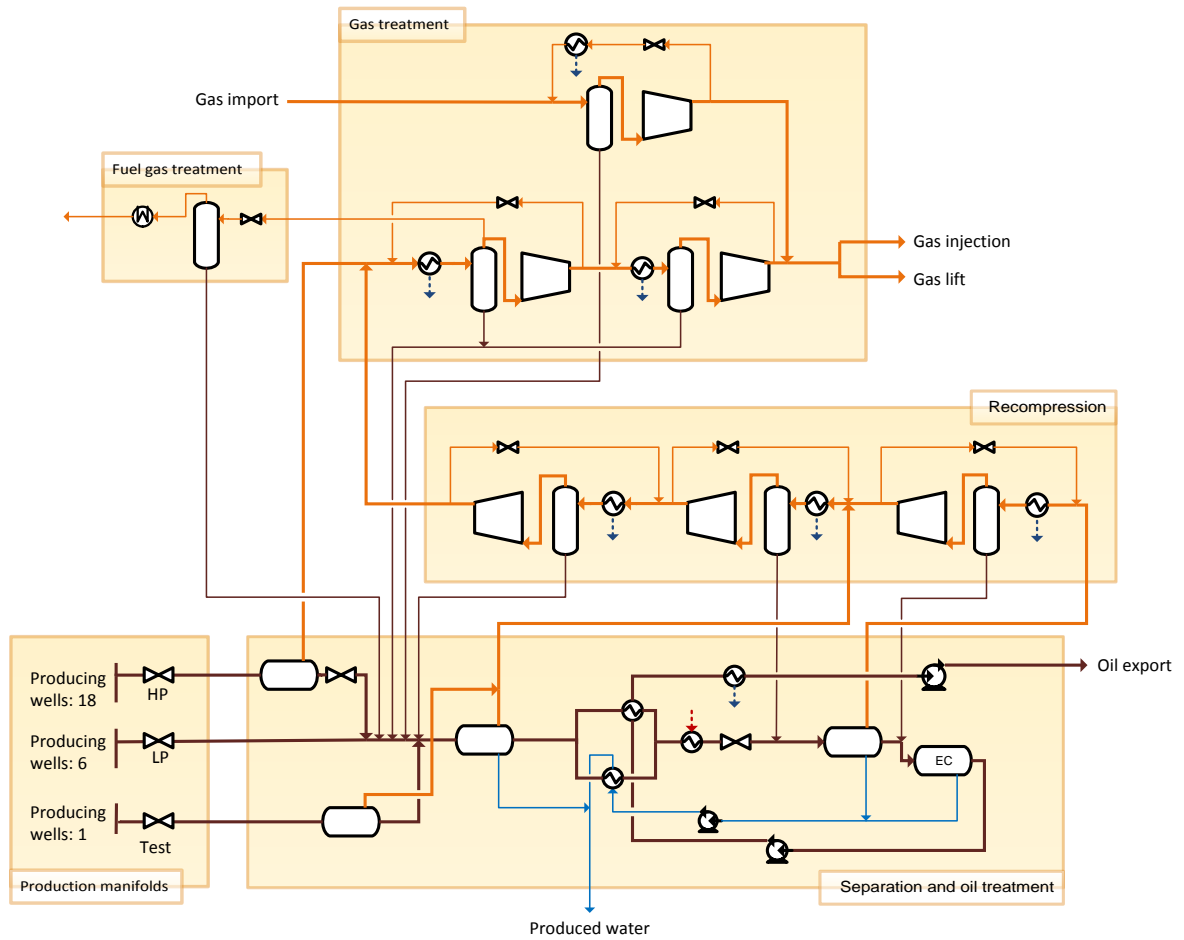 Gas treatment
Gas import
Fuel gas treatment
Gas injection
Gas lift
Recompression
Producing
wells: 18
HP
Oil export
Producing
wells: 6
LP
EC
Producing
wells: 1
Test
Production manifolds
Separation and oil treatment
Produced water